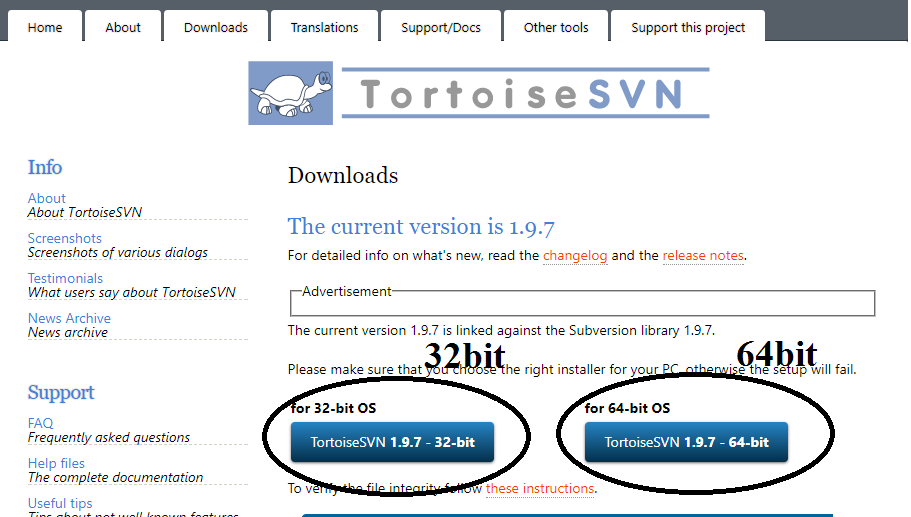 Home About Downloads Translations Support/Docs Other tools Support this project
TortoiseSVN
Info
About
About TortoiseSVN
Screenshots
Screenshots of various dialogs
Testimonials
What users say about TortoiseSVN
News Archive
News archive
Support
FAQ
Frequently asked questions
Help files
The complete documentation
Useful tips
Tips about not well known features
Downloads
The current version is 1.9.7
For detailed info on what's new, read the changelog and the release notes.
Advertisement
The current version 1.9.7 is linked against the Subversion library 1.9.7.
32bit 64bit
Please make sure that you choose the right installer for your PC, otherwise the setup will fail.
for 32-bit OS for 64-bit OS
TortoiseSVN 1.9.7 - 32-bit TortoiseSVN 1.9.7 - 64-bit
To verify the file integrity follow these instructions.